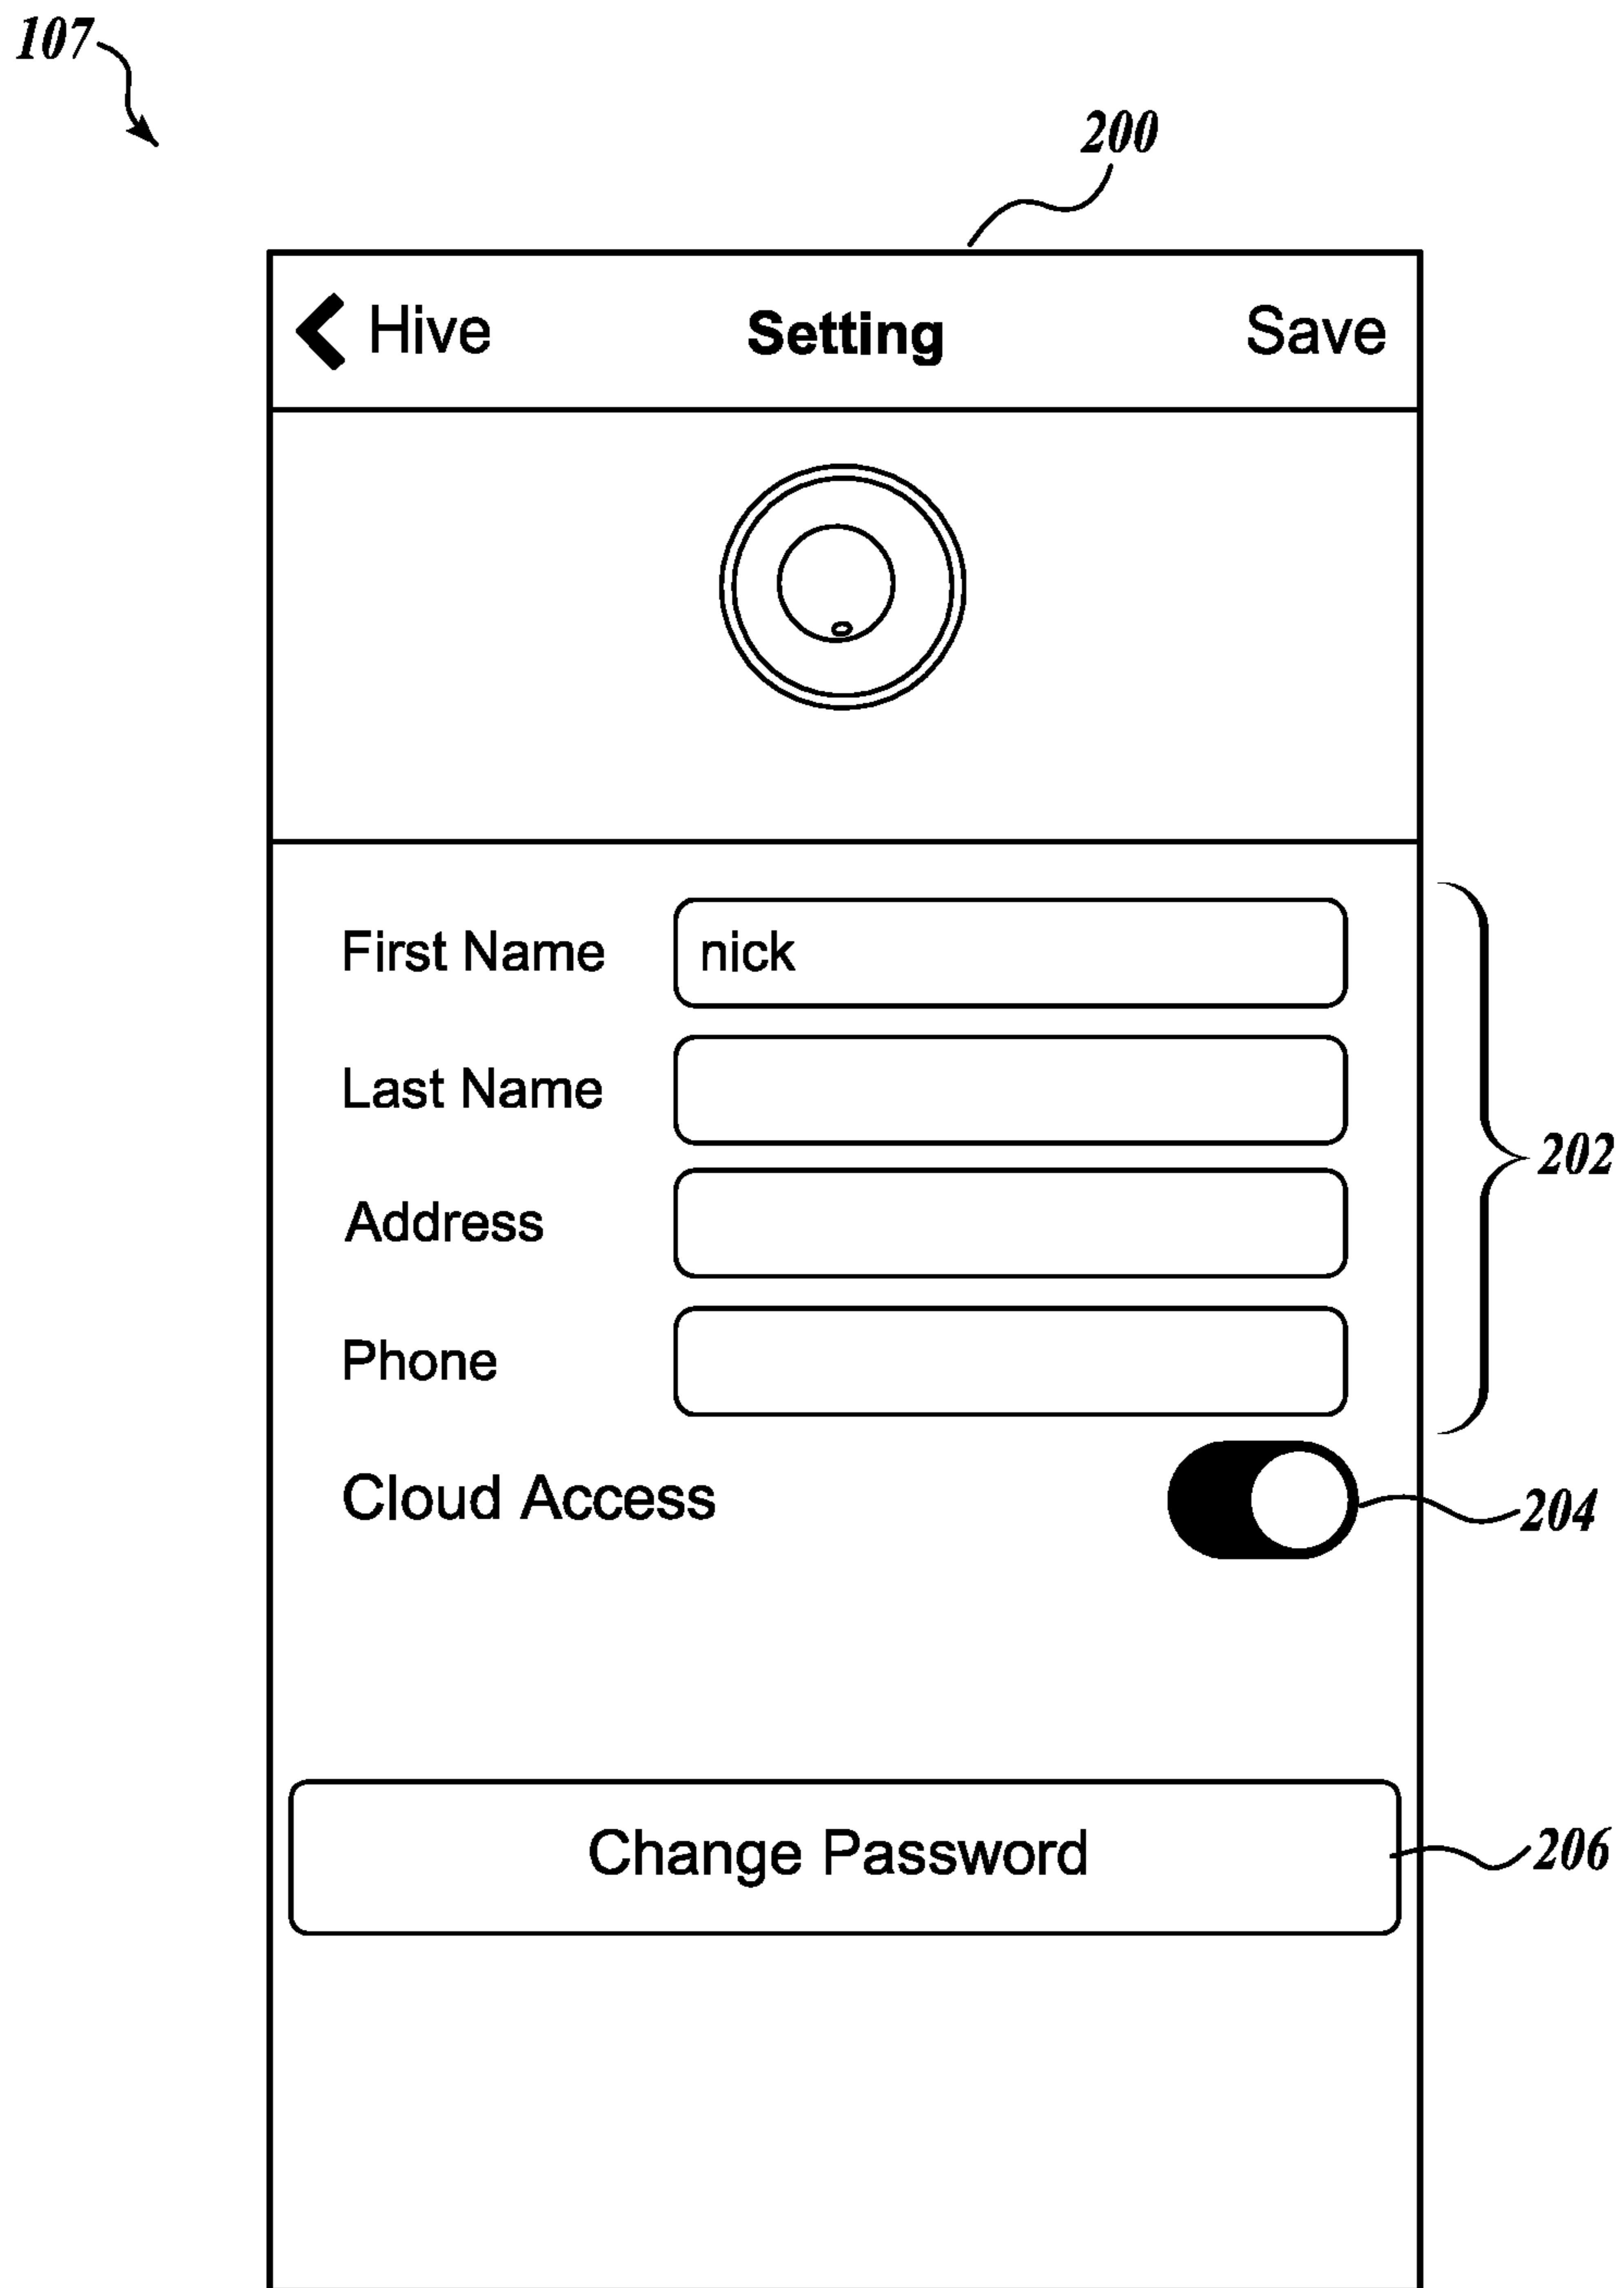 107
200
Hive Setting Save
First Name nick
Last Name
Address
Phone
202
Cloud Access
204
Change Password
206